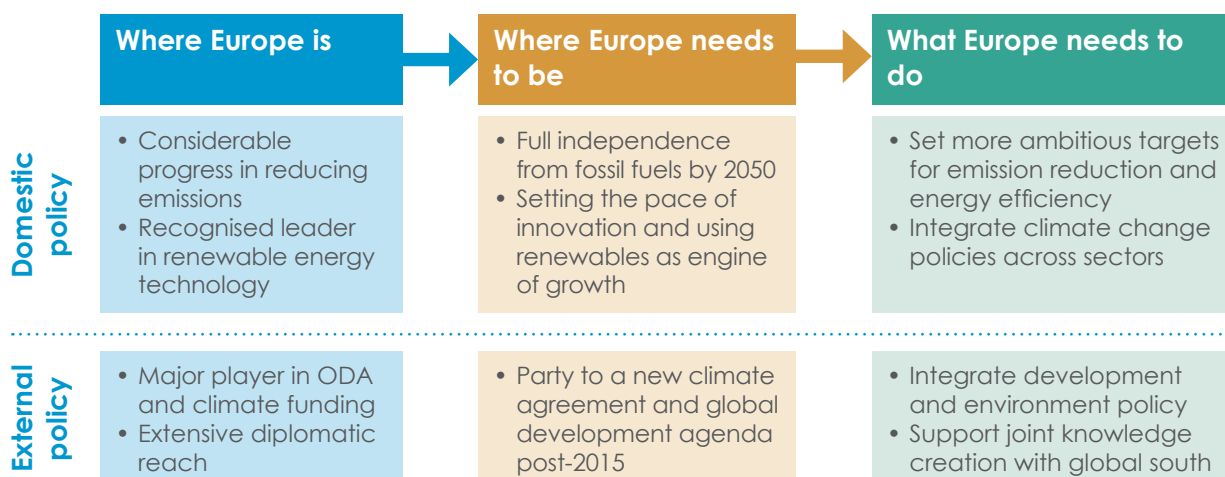 Where Europe is
Where Europe needs
to be
What Europe needs to
do
Domestic
policy
• Considerable
progress in reducing
emissions
• Recognised leader
in renewable energy
technology
• Full independence
from fossil fuels by 2050
• Setting the pace of
innovation and using
renewables as engine
of growth
• Set more ambitious targets
for emission reduction and
energy efficiency
• Integrate climate change
policies across sectors
External
policy
• Major player in ODA
and climate funding
• Extensive diplomatic
reach
• Party to a new climate
agreement and global
development agenda
post-2015
• Integrate development
and environment policy
• Support joint knowledge
creation with global south